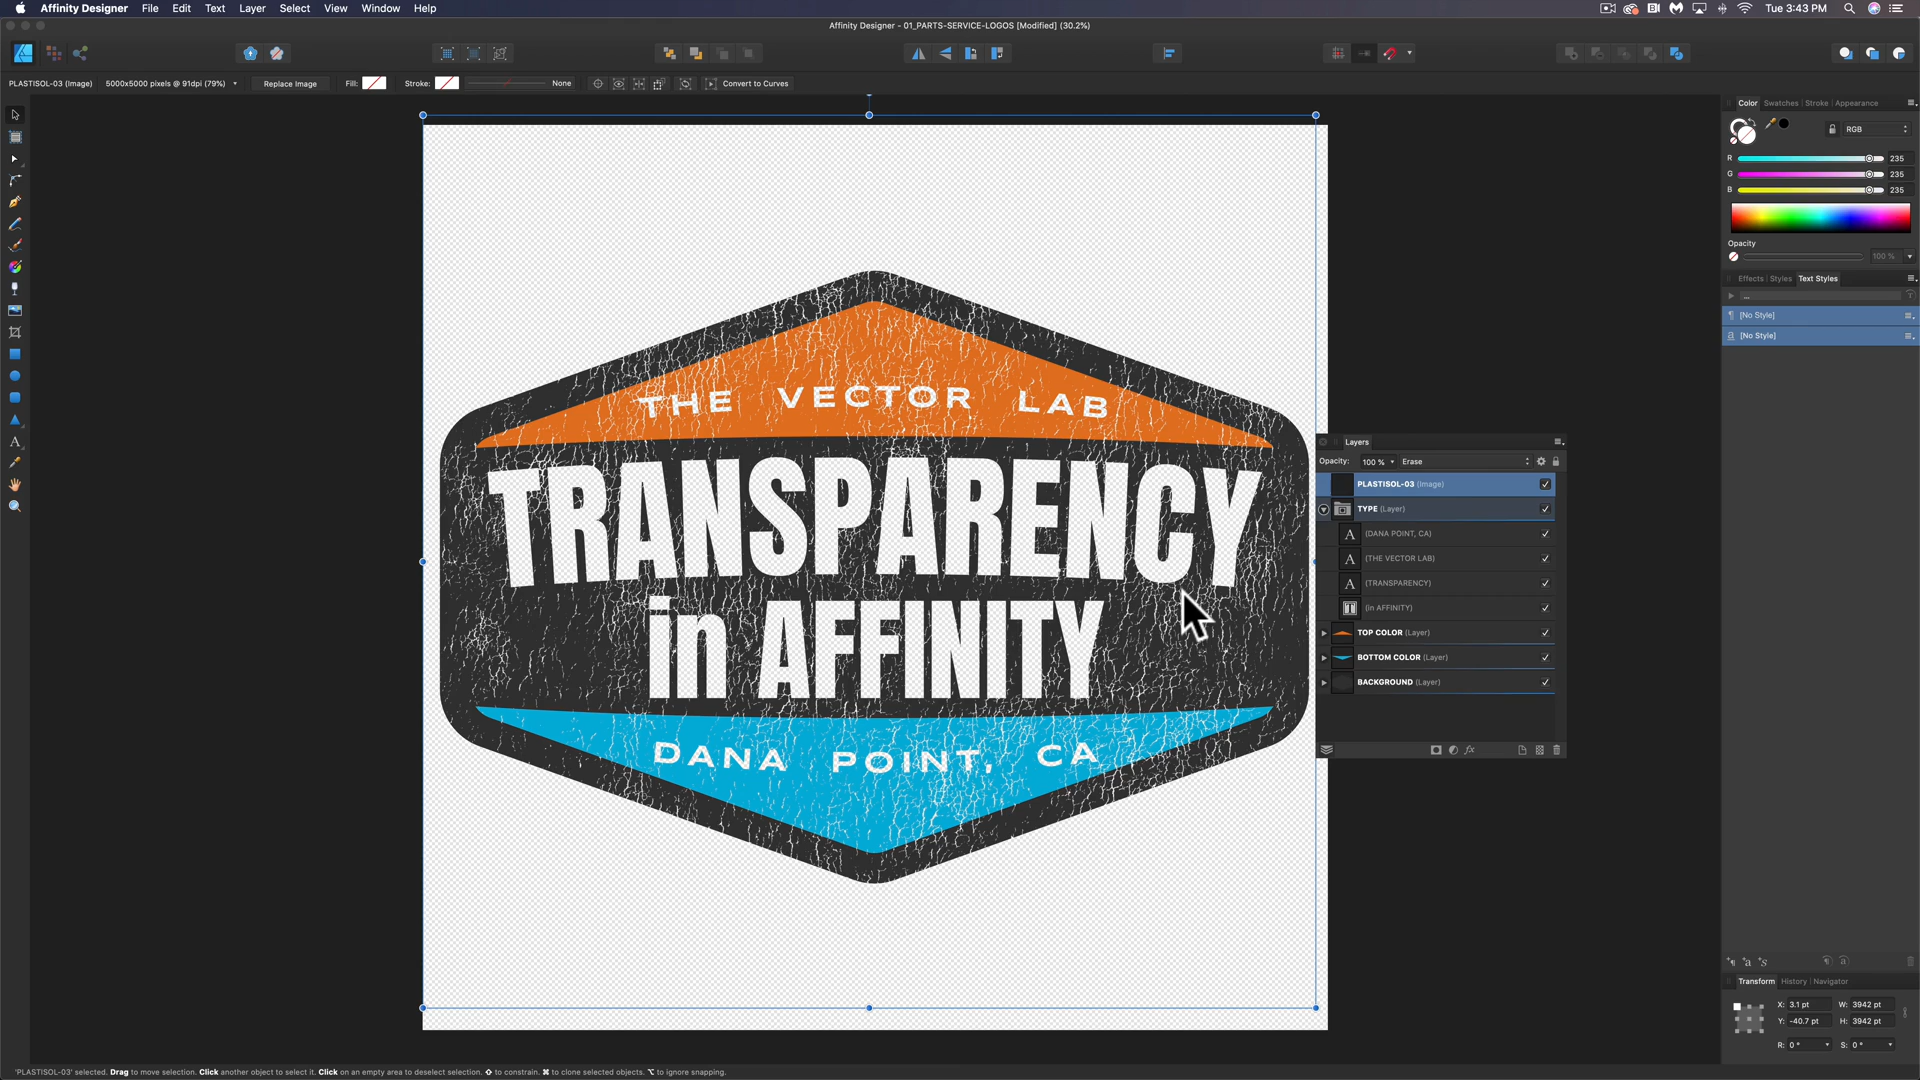 Affinity Designer File Edit Text Layer Select View Window Help
Tue 3:43 PM
Affinity Designer - 01_PARTS-SERVICE-LOGOS [Modified] (30.2%)
PLASTISOL-03 (Image) 5000x5000 pixels @ 91dpi (79%) Replace Image Fill: Stroke: None Convert to Curves
Color Swatches Stroke Appearance
RGB
R 235
G 235
B 235
Opacity
100 %
Effects Styles Text Styles
...
[No Style]
[No Style]
THE VECTOR LAB
TRANSPARENCY
in AFFINITY
DANA POINT, CA
Layers
Opacity: 100 % Erase
PLASTISOL-03 (Image)
TYPE (Layer)
A (DANA POINT, CA)
A (THE VECTOR LAB)
A (TRANSPARENCY)
(in AFFINITY)
TOP COLOR (Layer)
BOTTOM COLOR (Layer)
BACKGROUND (Layer)
Transform History Navigator
X: 3.1 pt W: 3942 pt
Y: -40.7 pt H: 3942 pt
R: 0 ° S: 0 °
'PLASTISOL-03' selected. Drag to move selection. Click another object to select it. Click on an empty area to deselect selection. ⇧ to constrain. ⌘ to clone selected objects. ⌥ to ignore snapping.